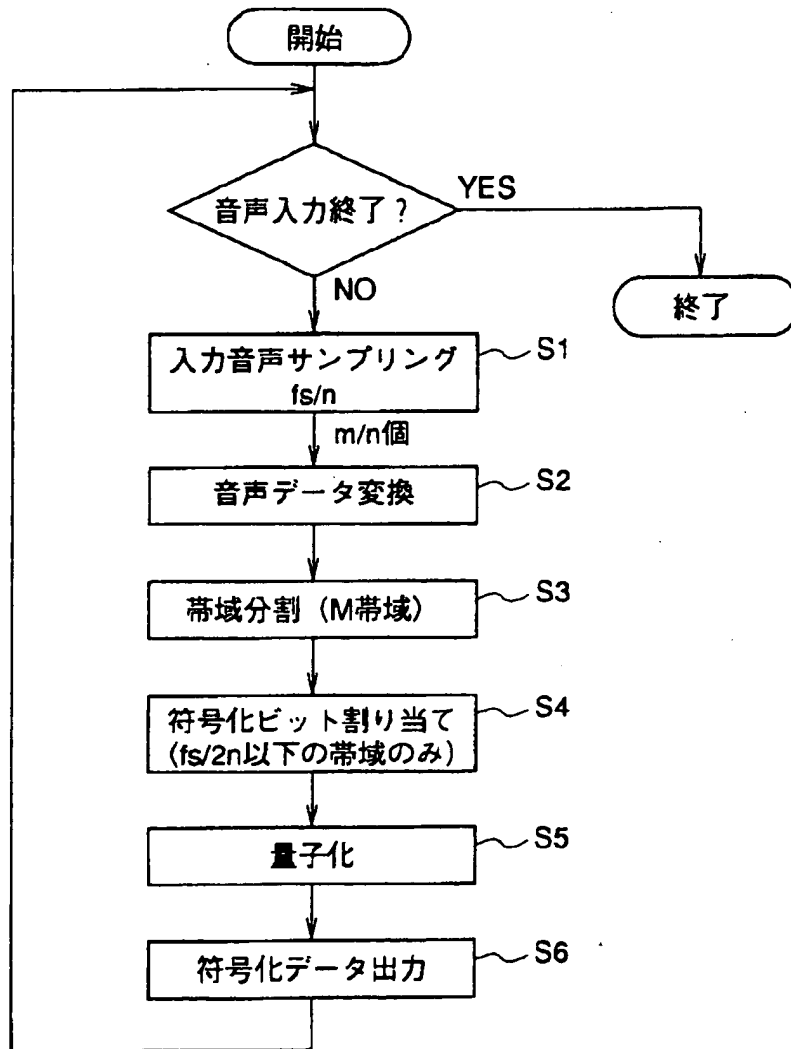 開始
音声入力終了？
YES
NO
終了
入力音声サンプリング
fs/n
S1
m/n個
音声データ変換
S2
帯域分割（M帯域）
S3
符号化ビット割り当て
(fs/2n以下の帯域のみ)
S4
量子化
S5
符号化データ出力
S6